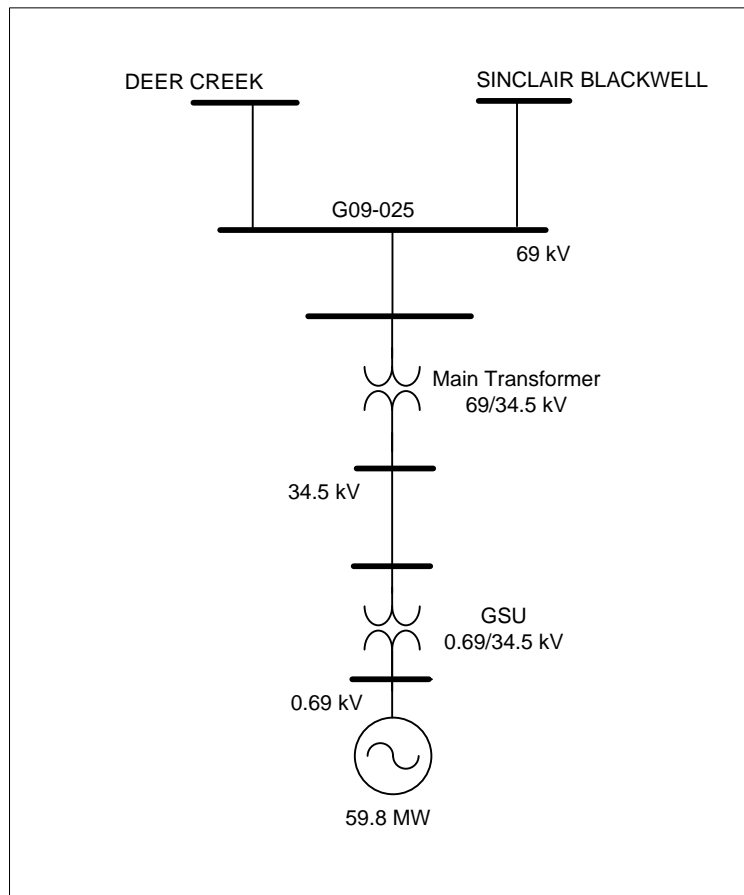 DEER CREEK
SINCLAIR BLACKWELL
G09-025
69 kV
Main Transformer
69/34.5 kV
34.5 kV
GSU
0.69/34.5 kV
0.69 kV
59.8 MW